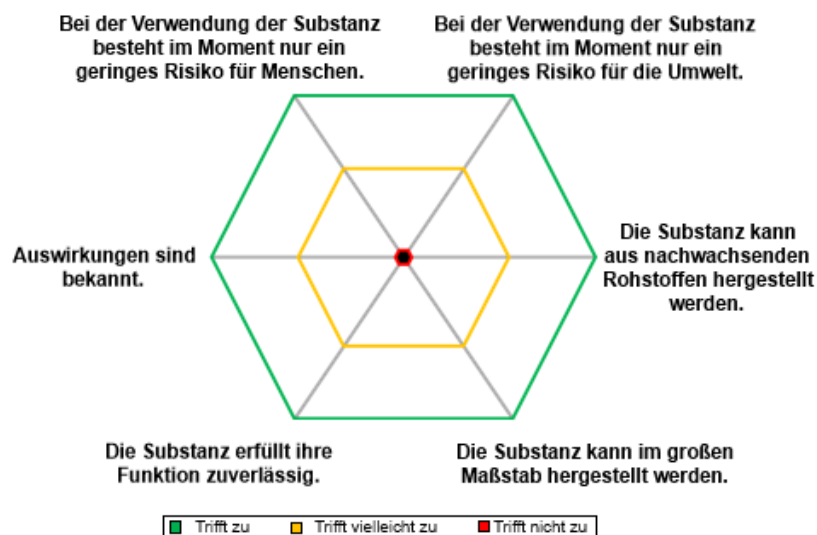 Bei der Verwendung der Substanz
besteht im Moment nur ein
geringes Risiko für Menschen.
Bei der Verwendung der Substanz
besteht im Moment nur ein
geringes Risiko für die Umwelt.
Auswirkungen sind
bekannt.
Die Substanz kann
aus nachwachsenden
Rohstoffen hergestellt
werden.
Die Substanz erfüllt ihre
Funktion zuverlässig.
Die Substanz kann im großen
Maßstab hergestellt werden.
Trifft zu
Trifft vielleicht zu
Trifft nicht zu